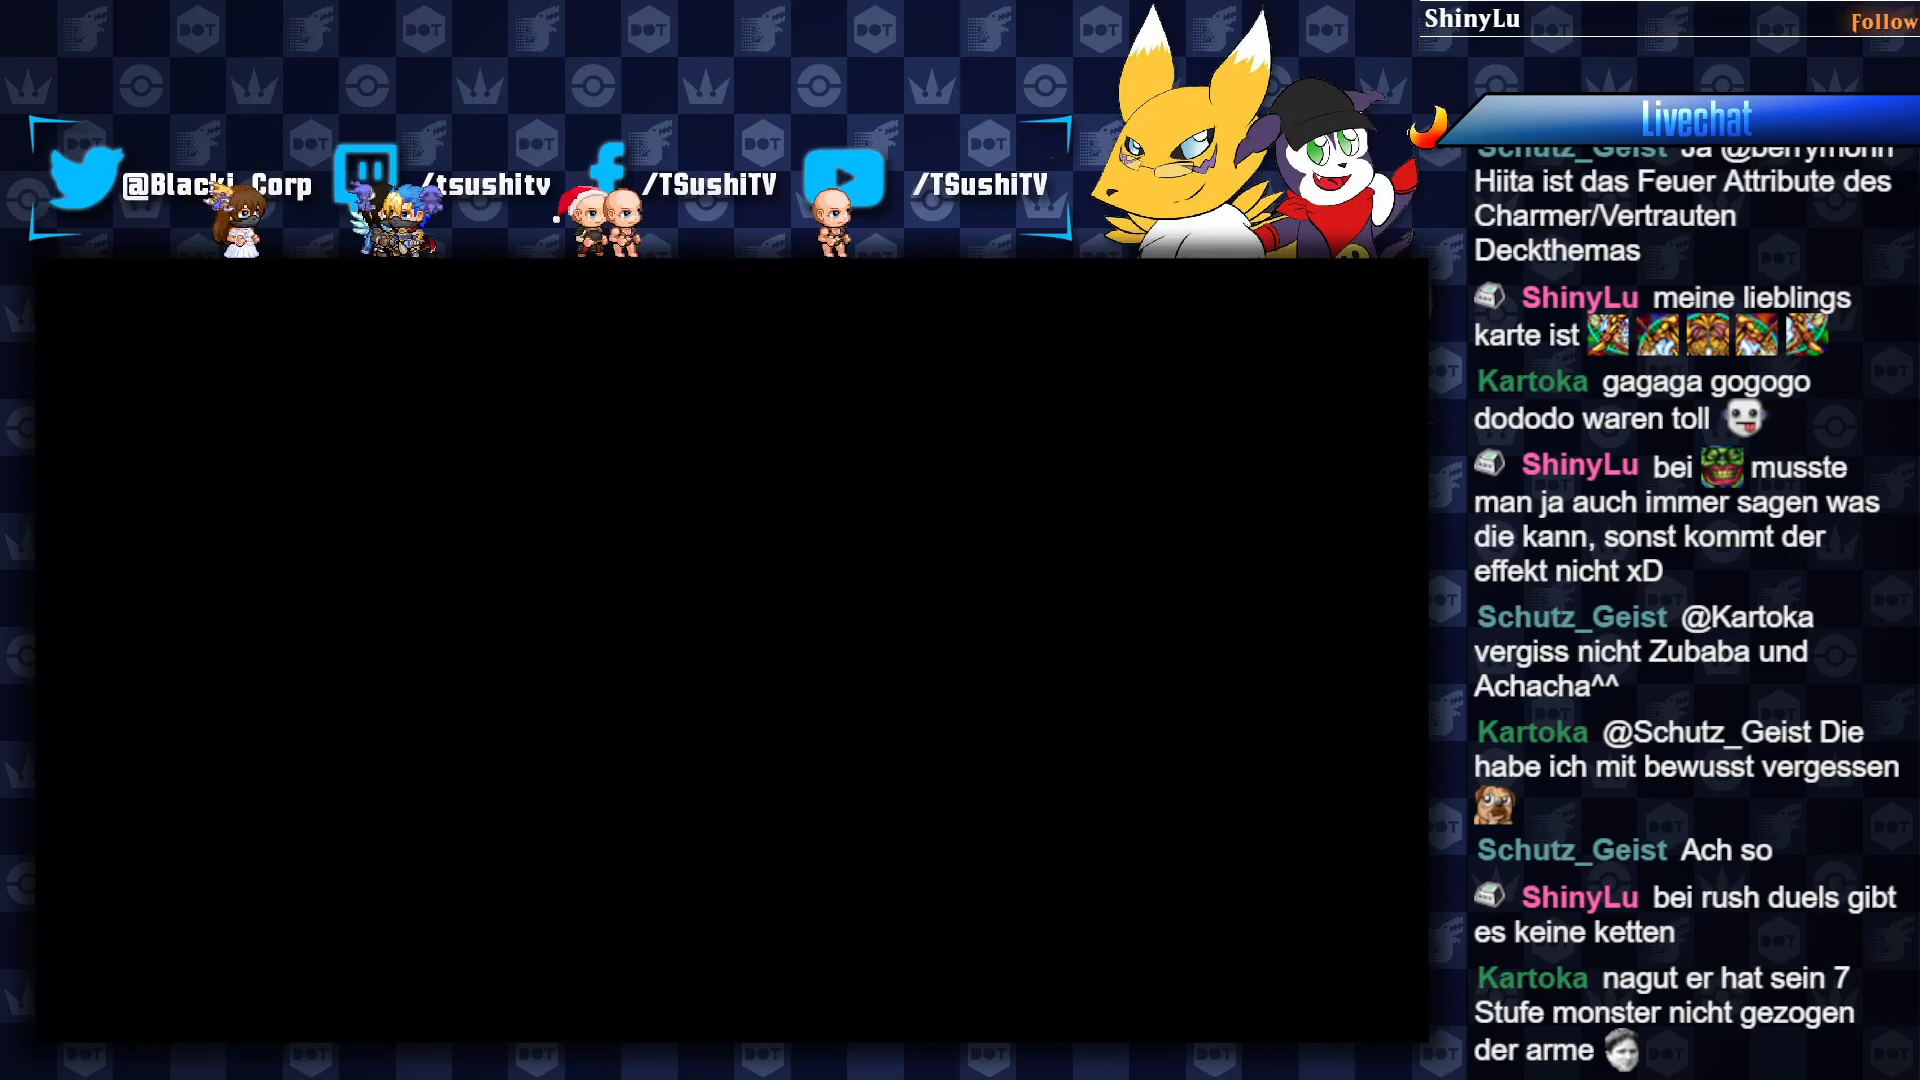 ShinyLu
Follow
Livechat
@Blacki_Corp
/tsushitv
/TSushiTV
/TSushiTV
Schutz_Geist Ja @berrymohn
Hiita ist das Feuer Attribute des
Charmer/Vertrauten
Deckthemas
ShinyLu meine lieblings
karte ist
Kartoka gagaga gogogo
dododo waren toll
ShinyLu bei musste
man ja auch immer sagen was
die kann, sonst kommt der
effekt nicht xD
Schutz_Geist @Kartoka
vergiss nicht Zubaba und
Achacha^^
Kartoka @Schutz_Geist Die
habe ich mit bewusst vergessen
Schutz_Geist Ach so
ShinyLu bei rush duels gibt
es keine ketten
Kartoka nagut er hat sein 7
Stufe monster nicht gezogen
der arme
DOT